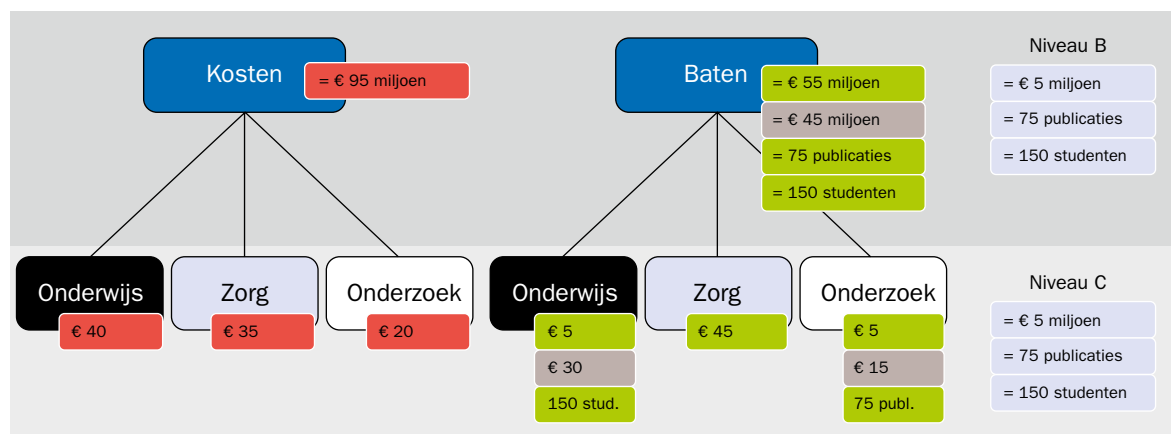 Kosten
= € 95 miljoen
Baten
= € 55 miljoen
= € 45 miljoen
= 75 publicaties
= 150 studenten
Niveau B
= € 5 miljoen
= 75 publicaties
= 150 studenten
Onderwijs
€ 40
Zorg
€ 35
Onderzoek
€ 20
Onderwijs
€ 5
€ 30
150 stud.
Zorg
€ 45
Onderzoek
€ 5
€ 15
75 publ.
Niveau C
= € 5 miljoen
= 75 publicaties
= 150 studenten